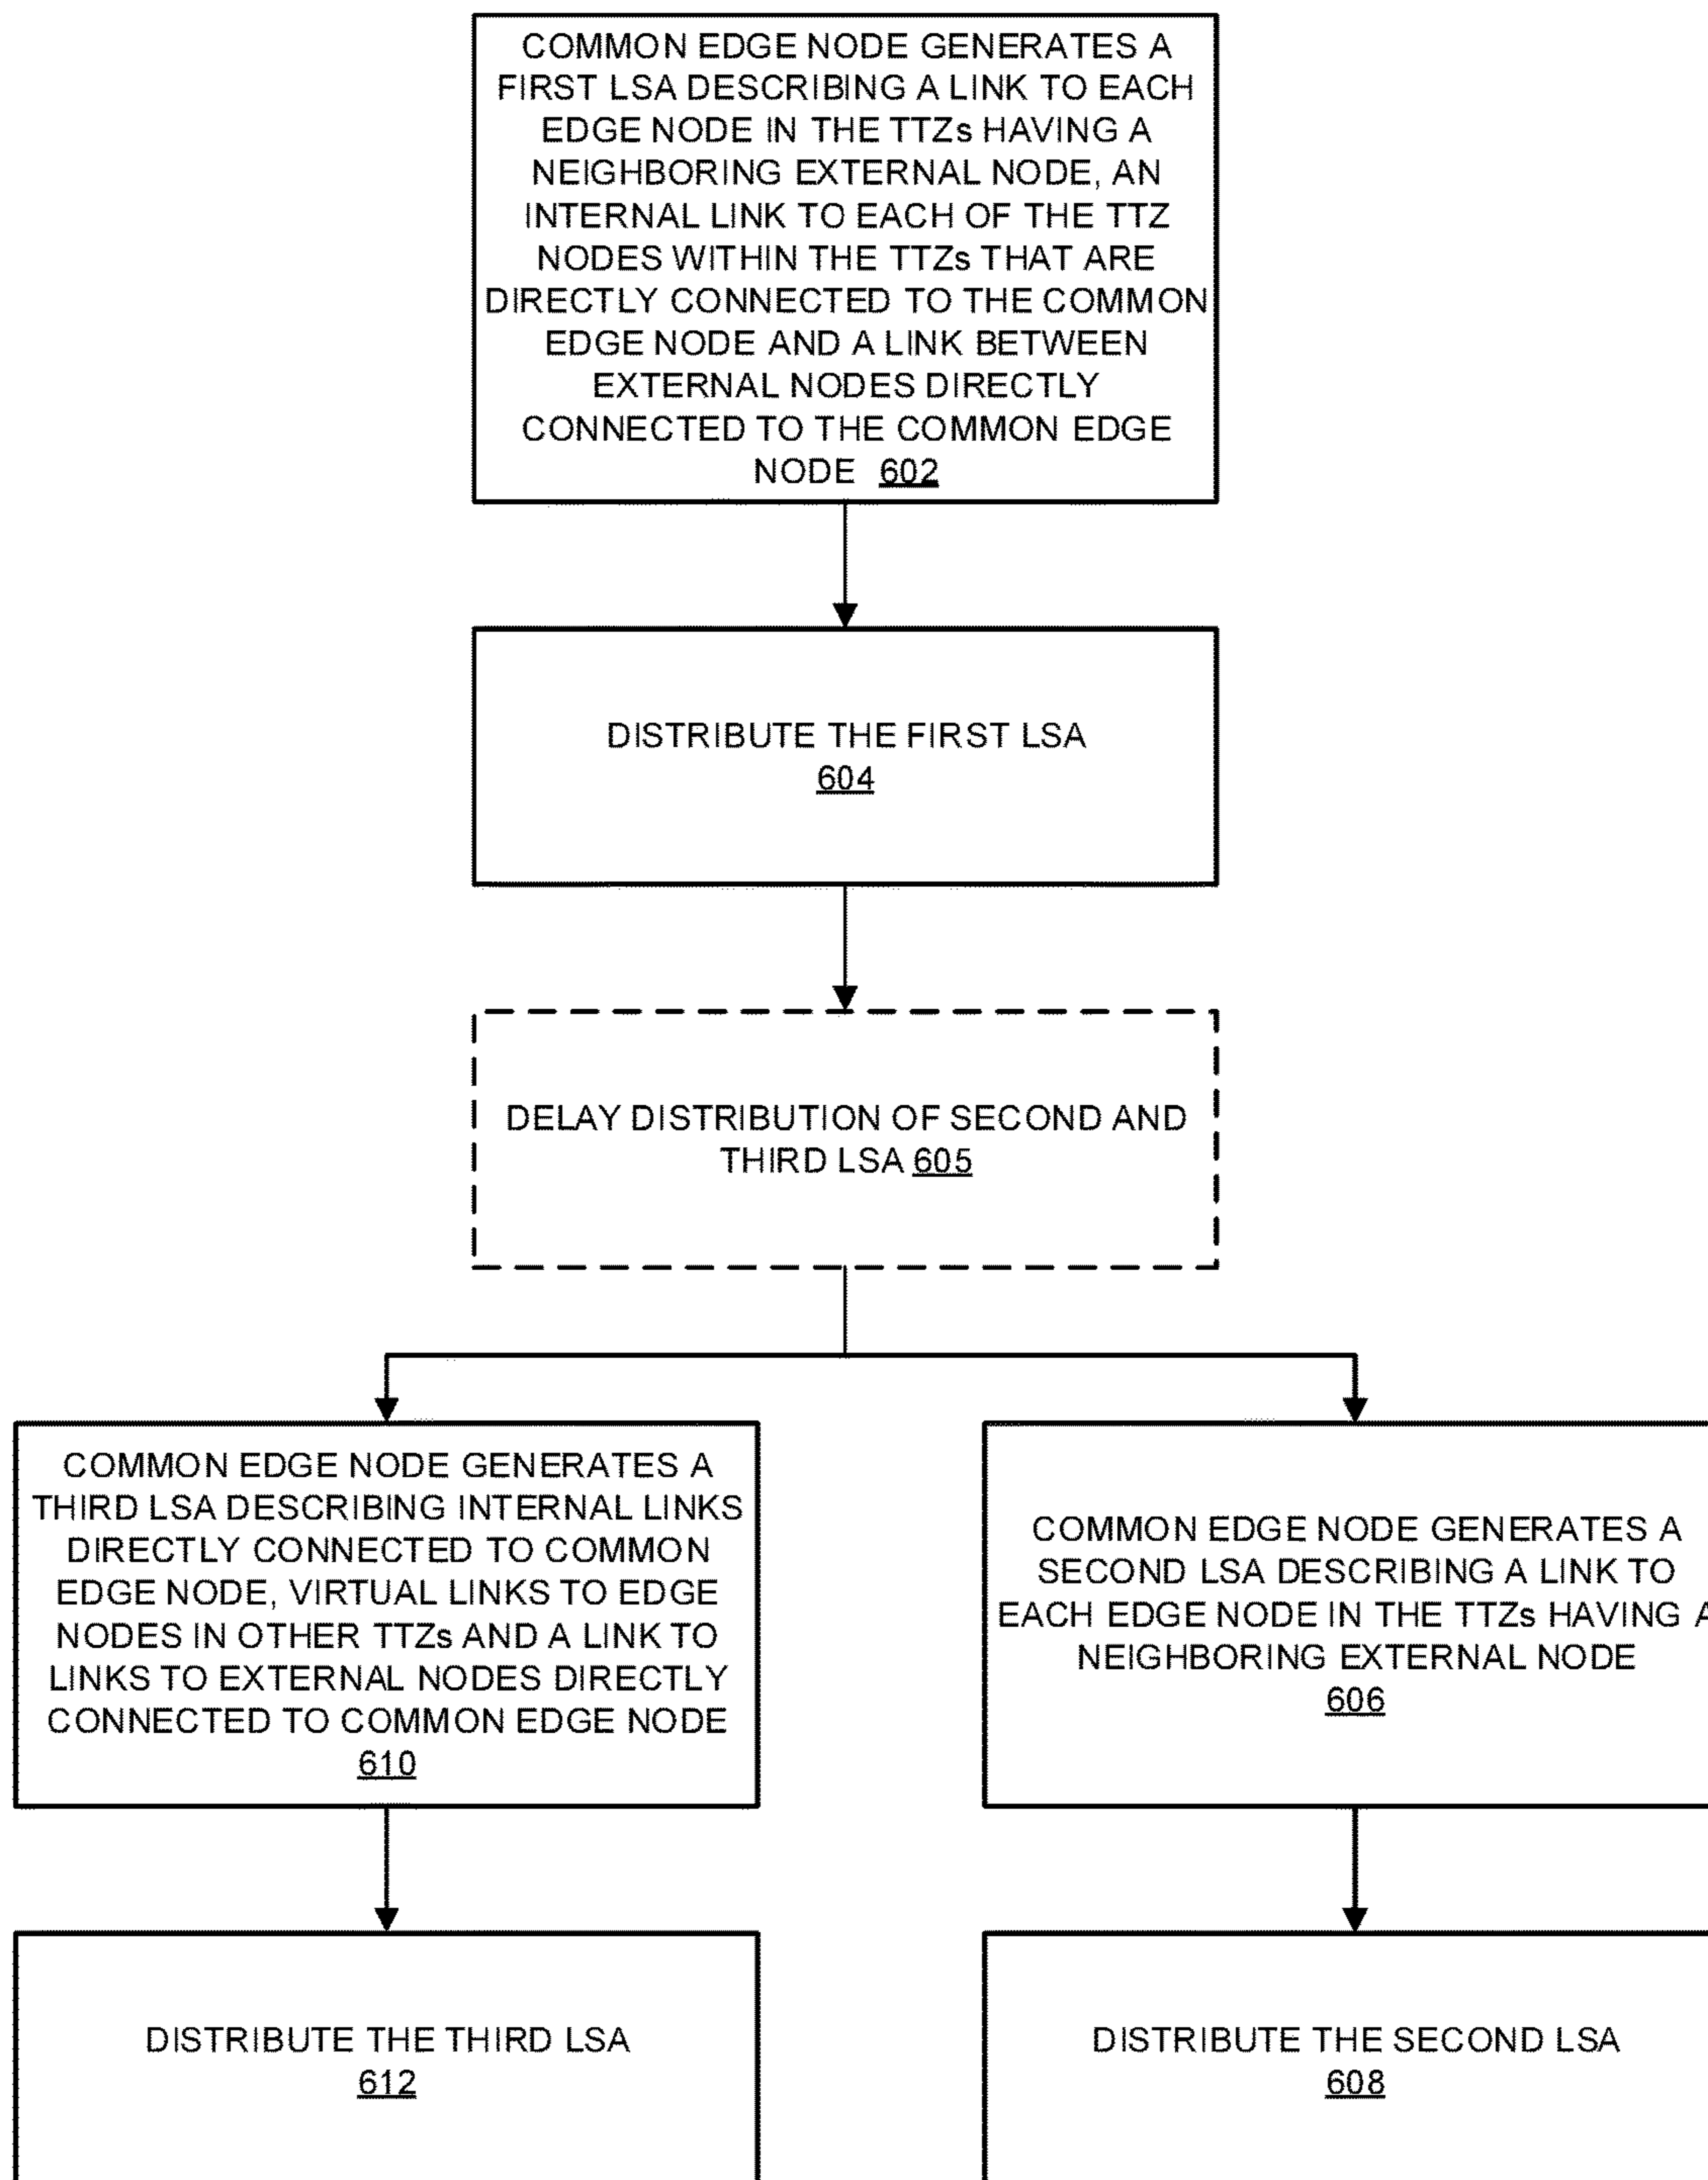 COMMON EDGE NODE GENERATES A
FIRST LSA DESCRIBING A LINK TO EACH
EDGE NODE IN THE TTZs HAVING A
NEIGHBORING EXTERNAL NODE, AN
INTERNAL LINK TO EACH OF THE TTZ
NODES WITHIN THE TTZs THAT ARE
DIRECTLY CONNECTED TO THE COMMON
EDGE NODE AND A LINK BETWEEN
EXTERNAL NODES DIRECTLY
CONNECTED TO THE COMMON EDGE
NODE 602
DISTRIBUTE THE FIRST LSA
604
DELAY DISTRIBUTION OF SECOND AND
THIRD LSA 605
COMMON EDGE NODE GENERATES A
THIRD LSA DESCRIBING INTERNAL LINKS
DIRECTLY CONNECTED TO COMMON
EDGE NODE, VIRTUAL LINKS TO EDGE
NODES IN OTHER TTZs AND A LINK TO
LINKS TO EXTERNAL NODES DIRECTLY
CONNECTED TO COMMON EDGE NODE
610
COMMON EDGE NODE GENERATES A
SECOND LSA DESCRIBING A LINK TO
EACH EDGE NODE IN THE TTZs HAVING A
NEIGHBORING EXTERNAL NODE
606
DISTRIBUTE THE THIRD LSA
612
DISTRIBUTE THE SECOND LSA
608